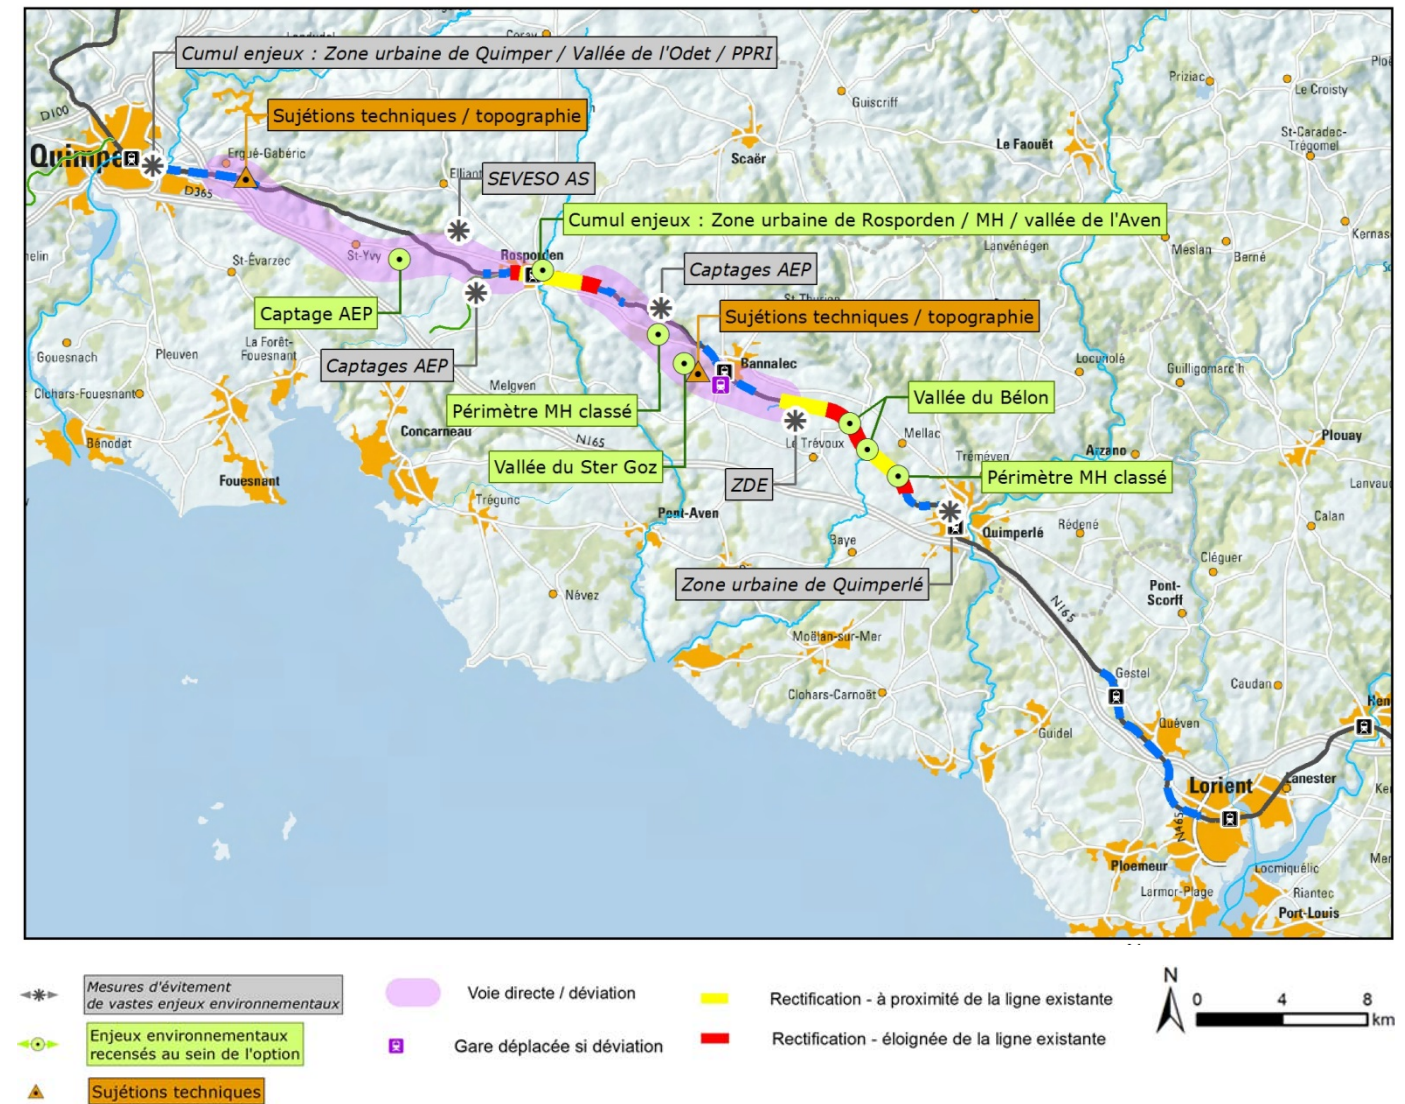 Coray
Cumul enjeux : Zone urbaine de Quimper / Vallée de l'Odet / PPRI
Priziac
Le Croisty
Guiscriff
D100
Sujétions techniques / topographie
St-Caradec-
Trégomel
Le Faouët
Scaër
Ergué-Gabéric
Elliant
SEVESO AS
D365
Cumul enjeux : Zone urbaine de Rosporden / MH / vallée de l'Aven
Lanvénégen
Meslan
Berné
St-Yvy
Rosporden
St-Évarzec
Captages AEP
Captage AEP
Sujétions techniques / topographie
La Forêt-
Fouesnant
Gouesnach
Pleuven
Captages AEP
Bannalec
Locunolé
Guilligomarc'h
Clohars-Fouesnant
Melgven
Vallée du Bélon
Périmètre MH classé
Concarneau
N165
Mellac
Le Trévoux
Arzano
Plouay
Bénodet
Vallée du Ster Goz
Tréméven
Périmètre MH classé
Fouesnant
ZDE
Trégunc
Pont-Aven
Quimperlé
Rédené
Calan
Baye
Cléguer
Zone urbaine de Quimperlé
Pont-
Scorff
Névez
N165
Moëlan-sur-Mer
Gestel
Caudan
Clohars-Carnoët
Quéven
Guidel
Lorient
Lanester
N465
Ploemeur
Locmiquélic
Larmor-Plage
Riantec
Port-Louis
Mesures d'évitement
de vastes enjeux environnementaux
Voie directe / déviation
Rectification - à proximité de la ligne existante
N
0 4 8
km
Enjeux environnementaux
recensés au sein de l'option
Gare déplacée si déviation
Rectification - éloignée de la ligne existante
Sujétions techniques